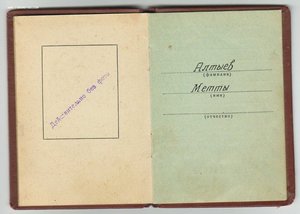 Действительно без фото
Алтыев
(фамилия)
Метты
(имя)
(отчество)